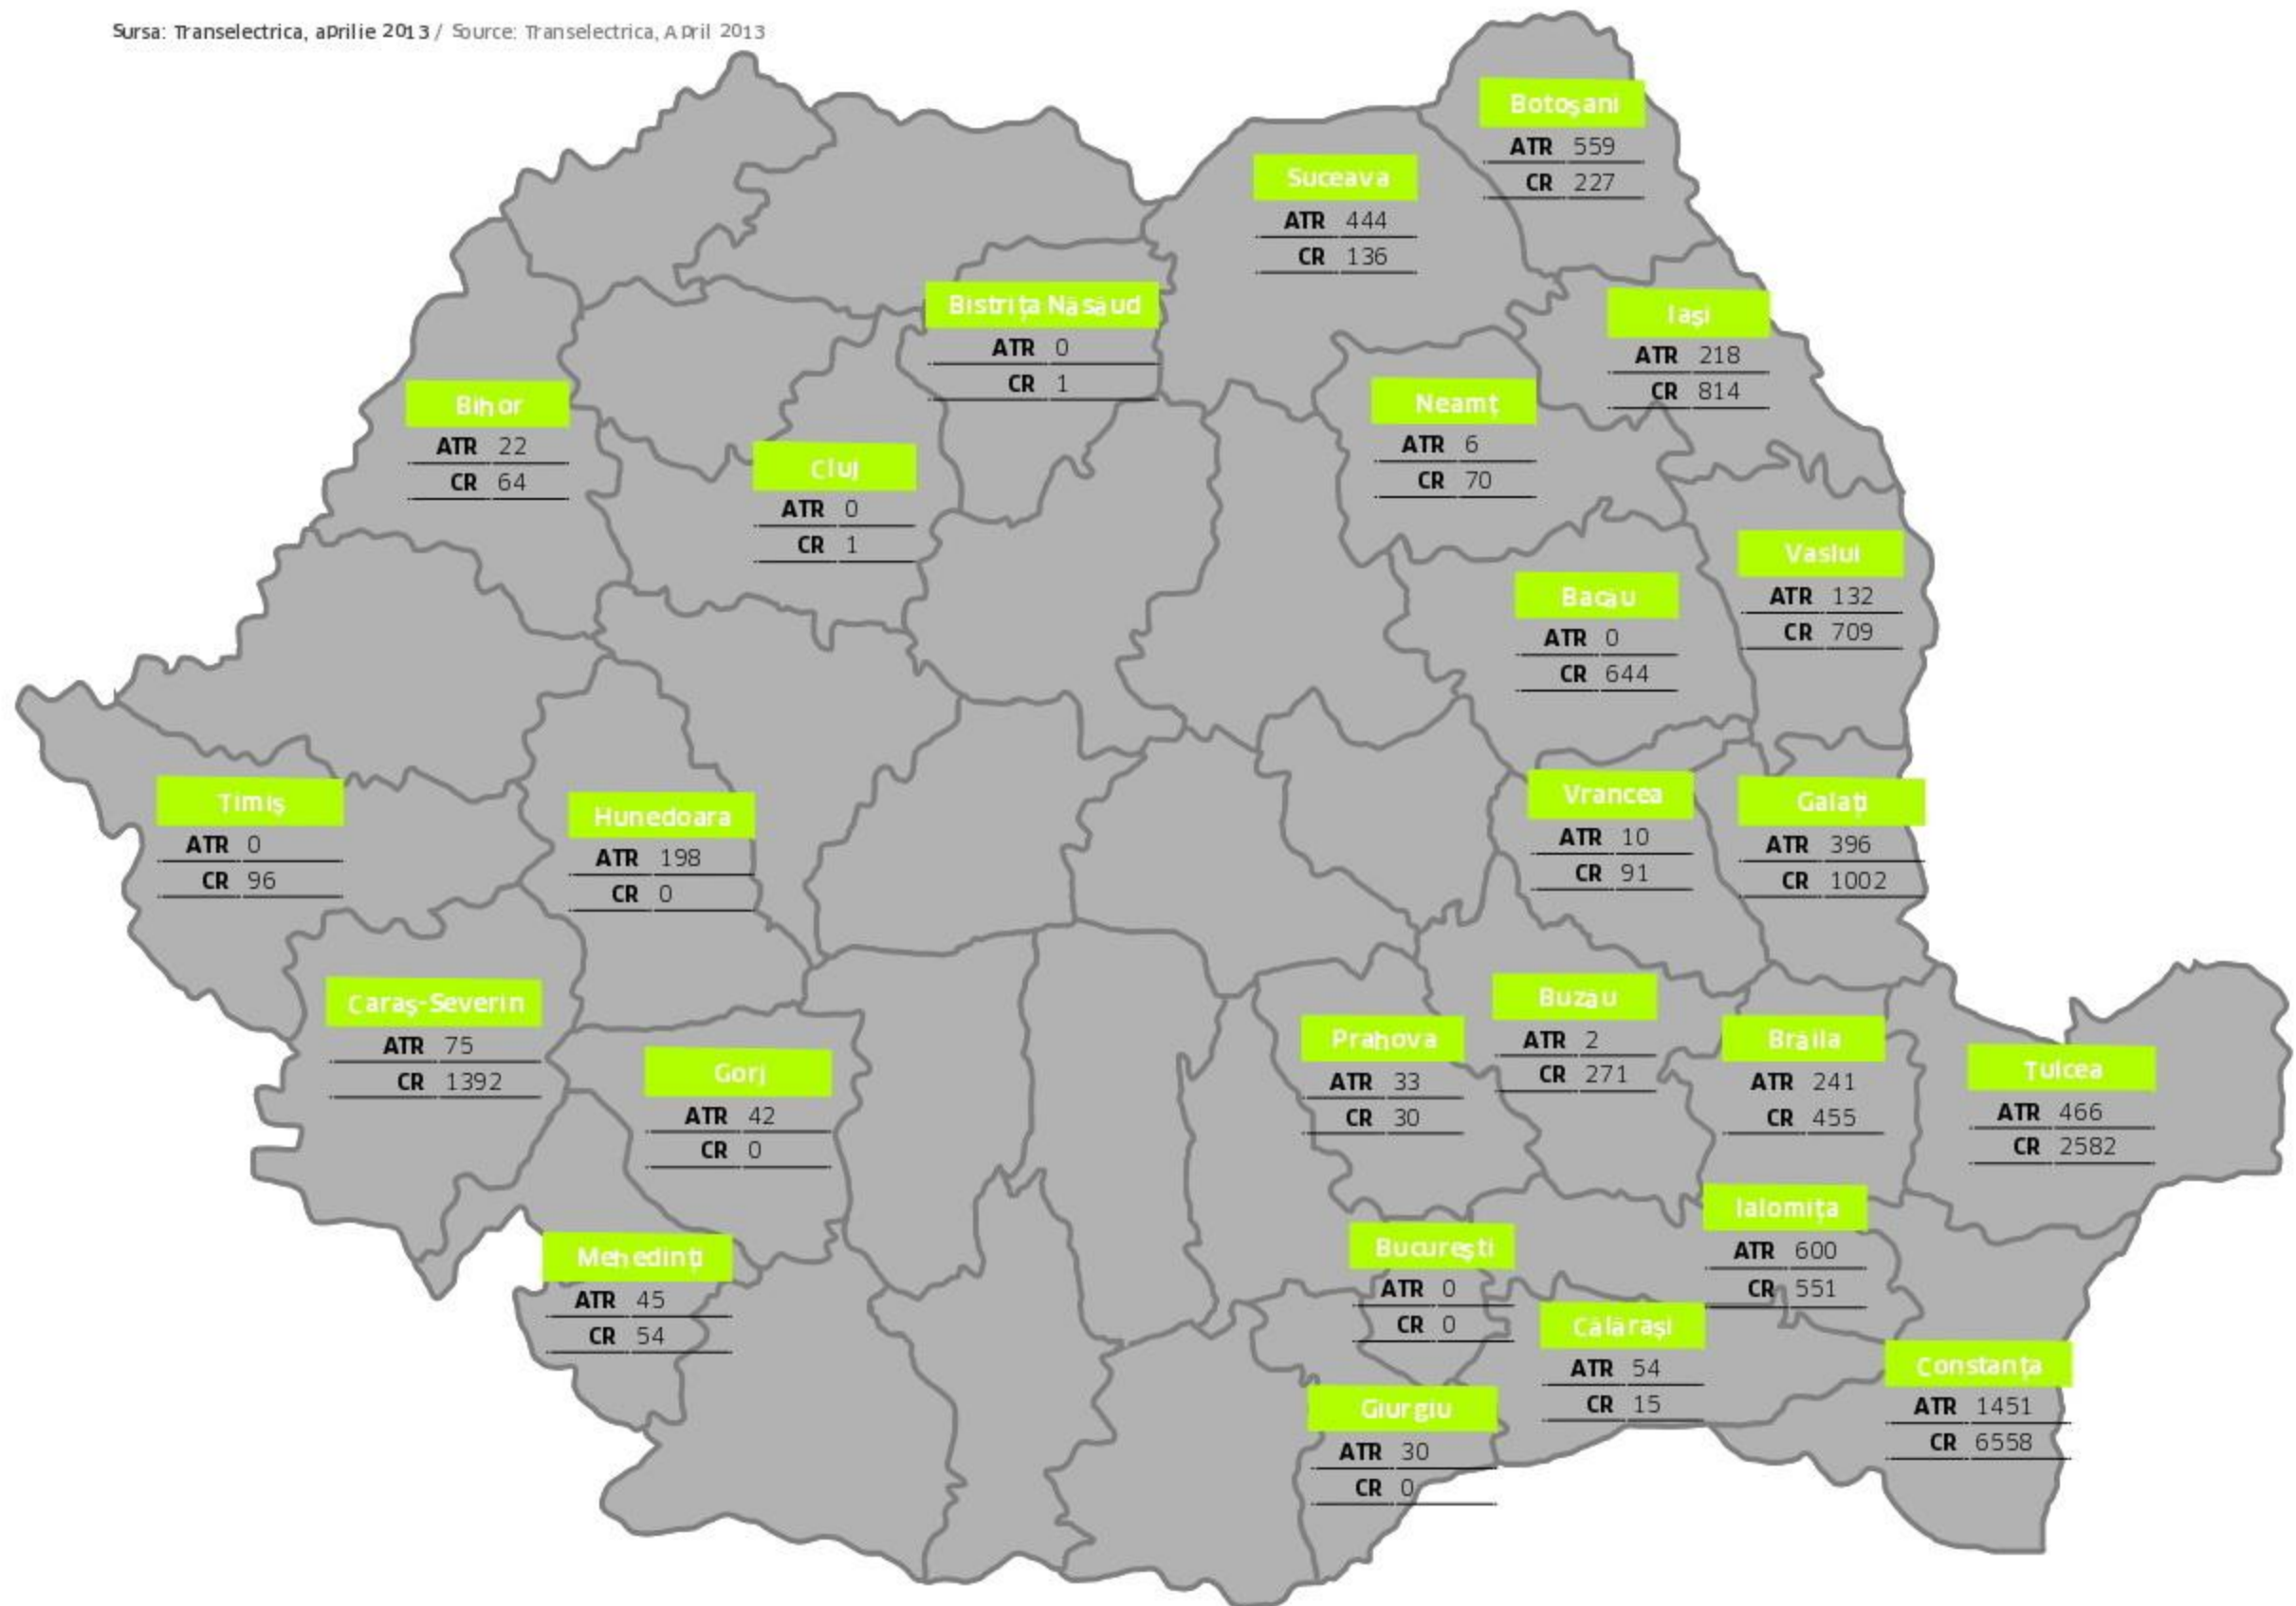 Sursa: Transelectrica, aprilie 2013 / Source: Transelectrica, April 2013
Botoșani
ATR 559
CR 227
Suceava
ATR 444
CR 136
Bistrița Năsăud
ATR 0
CR 1
Iași
ATR 218
CR 814
Bihor
ATR 22
CR 64
Neamț
ATR 6
CR 70
Cluj
ATR 0
CR 1
Vaslui
ATR 132
CR 709
Bacău
ATR 0
CR 644
Timiș
ATR 0
CR 96
Hunedoara
ATR 198
CR 0
Vrancea
ATR 10
CR 91
Galați
ATR 396
CR 1002
Caraș-Severin
ATR 75
CR 1392
Gorj
ATR 42
CR 0
Prahova
ATR 33
CR 30
Buzău
ATR 2
CR 271
Brăila
ATR 241
CR 455
Tulcea
ATR 466
CR 2582
Mehedinți
ATR 45
CR 54
București
ATR 0
CR 0
Ialomița
ATR 600
CR 551
Călărași
ATR 54
CR 15
Constanța
ATR 1451
CR 6558
Giurgiu
ATR 30
CR 0